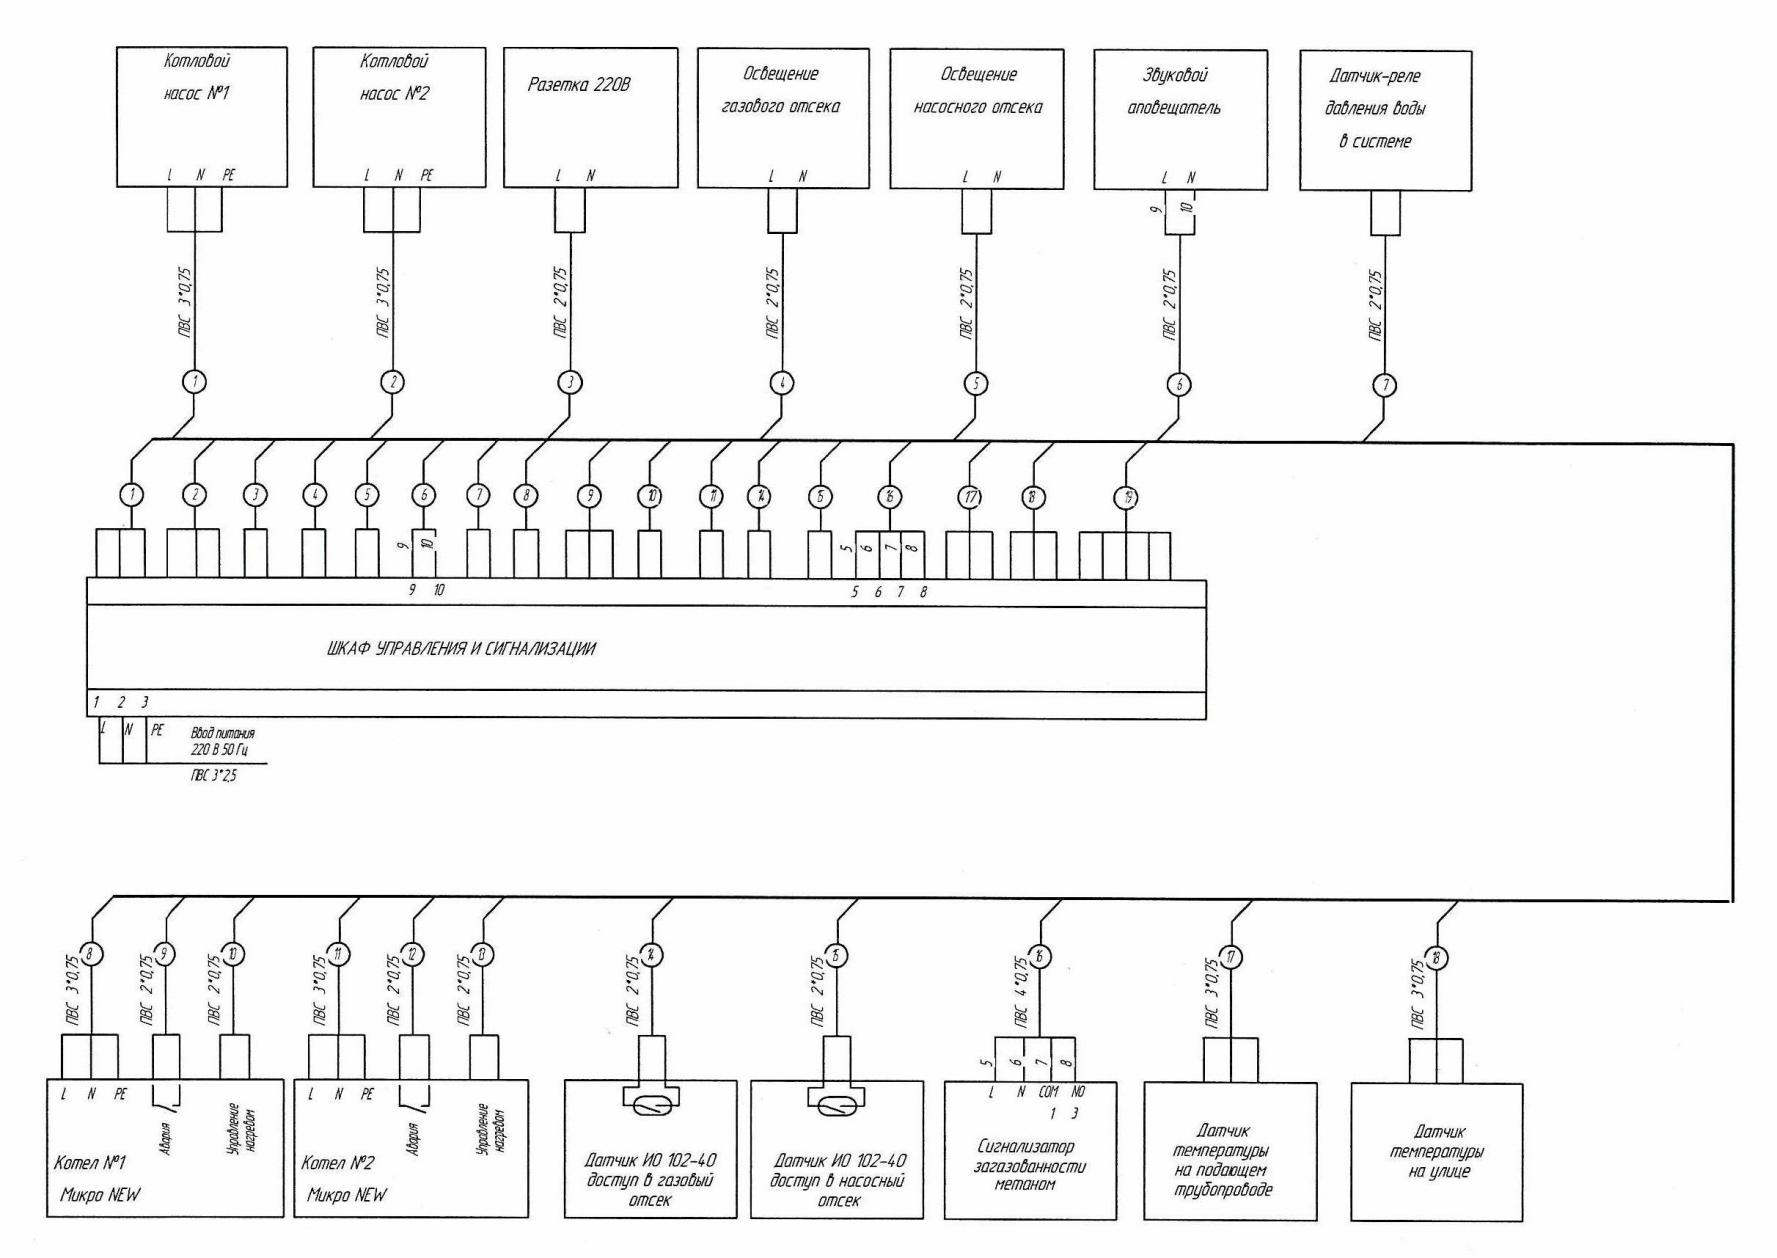 Котловой
насос №1
L N PE
Котловой
насос №2
L N PE
Разетка 220В
L N
Освещение
газового отсека
L N
Освещение
насосного отсека
L N
Звуковой
аповещатель
L N
9 10
Датчик-реле
давления воды
в системе
ПВС 3*0,75
ПВС 3*0,75
ПВС 2*0,75
ПВС 2*0,75
ПВС 2*0,75
ПВС 2*0,75
ПВС 2*0,75
1 2 3 4 5 6 7
1 2 3 4 5 6 7 8 9 10 11 14 15 16 17 18 19
9 10
5 6 7 8
9 10
5 6 7 8
ШКАФ УПРАВЛЕНИЯ И СИГНАЛИЗАЦИИ
1 2 3
L N PE
Ввод питания
220 В 50 Гц
ПВС 3*2,5
8 9 10 11 12 13 14 15 16 17 18
ПВС 3*0,75
ПВС 2*0,75
ПВС 2*0,75
ПВС 3*0,75
ПВС 2*0,75
ПВС 2*0,75
ПВС 2*0,75
ПВС 2*0,75
ПВС 4*0,75
ПВС 3*0,75
ПВС 3*0,75
L N PE
Авария
Управление
нагревом
Котел №1
Микро NEW
L N PE
Авария
Управление
нагревом
Котел №2
Микро NEW
Датчик ИО 102-40
доступ в газовый
отсек
Датчик ИО 102-40
доступ в насосный
отсек
5 6 7 8
L N COM NO
1 3
Сигнализатор
загазованности
метаном
Датчик
температуры
на подающем
трубопроводе
Датчик
температуры
на улице